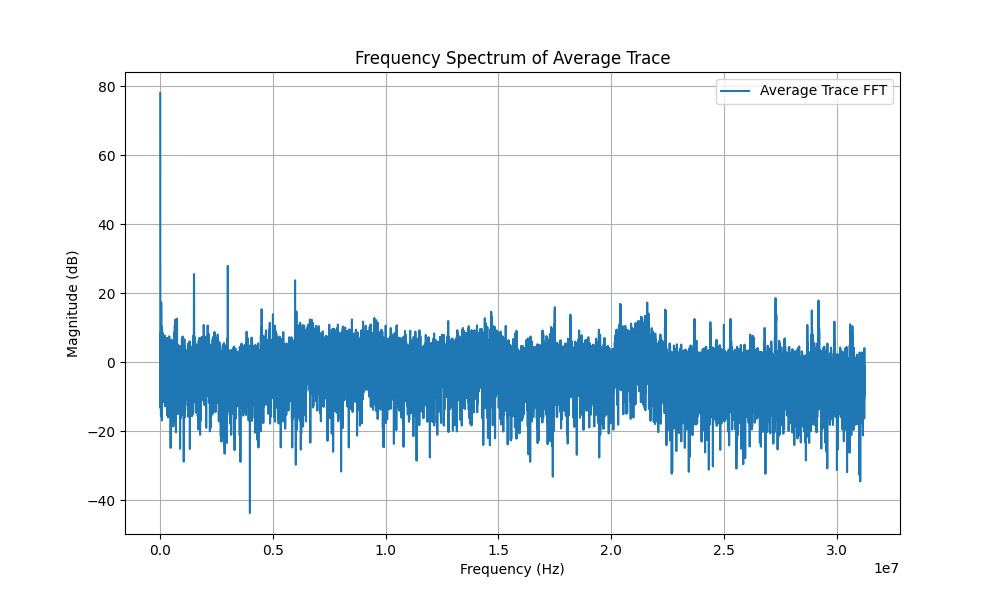 Frequency Spectrum of Average Trace
Average Trace FFT
Magnitude (dB)
80
60
40
20
0
−20
−40
0.0 0.5 1.0 1.5 2.0 2.5 3.0
1e7
Frequency (Hz)